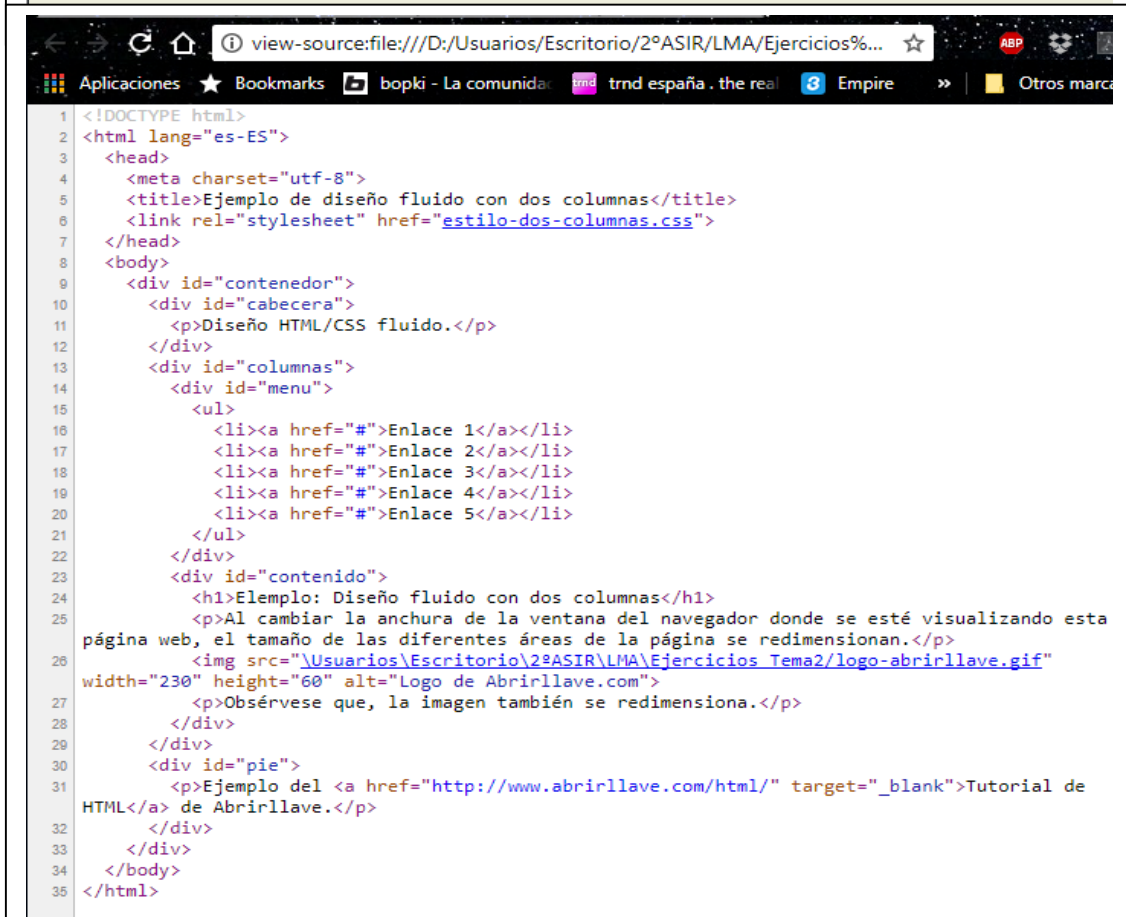 view-source:file:///D:/Usuarios/Escritorio/2ºASIR/LMA/Ejercicios%...
ABP
Aplicaciones Bookmarks bopki - La comunidad trnd trnd españa . the real 3 Empire » Otros marca
1 <!DOCTYPE html>
2 <html lang="es-ES">
3 <head>
4 <meta charset="utf-8">
5 <title>Ejemplo de diseño fluido con dos columnas</title>
6 <link rel="stylesheet" href="estilo-dos-columnas.css">
7 </head>
8 <body>
9 <div id="contenedor">
10 <div id="cabecera">
11 <p>Diseño HTML/CSS fluido.</p>
12 </div>
13 <div id="columnas">
14 <div id="menu">
15 <ul>
16 <li><a href="#">Enlace 1</a></li>
17 <li><a href="#">Enlace 2</a></li>
18 <li><a href="#">Enlace 3</a></li>
19 <li><a href="#">Enlace 4</a></li>
20 <li><a href="#">Enlace 5</a></li>
21 </ul>
22 </div>
23 <div id="contenido">
24 <h1>Elemplo: Diseño fluido con dos columnas</h1>
25 <p>Al cambiar la anchura de la ventana del navegador donde se esté visualizando esta
página web, el tamaño de las diferentes áreas de la página se redimensionan.</p>
26 <img src="\Usuarios\Escritorio\2ºASIR\LMA\Ejercicios Tema2/logo-abrirllave.gif"
width="230" height="60" alt="Logo de Abrirllave.com">
27 <p>Obsérvese que, la imagen también se redimensiona.</p>
28 </div>
29 </div>
30 <div id="pie">
31 <p>Ejemplo del <a href="http://www.abrirllave.com/html/" target="_blank">Tutorial de
HTML</a> de Abrirllave.</p>
32 </div>
33 </div>
34 </body>
35 </html>